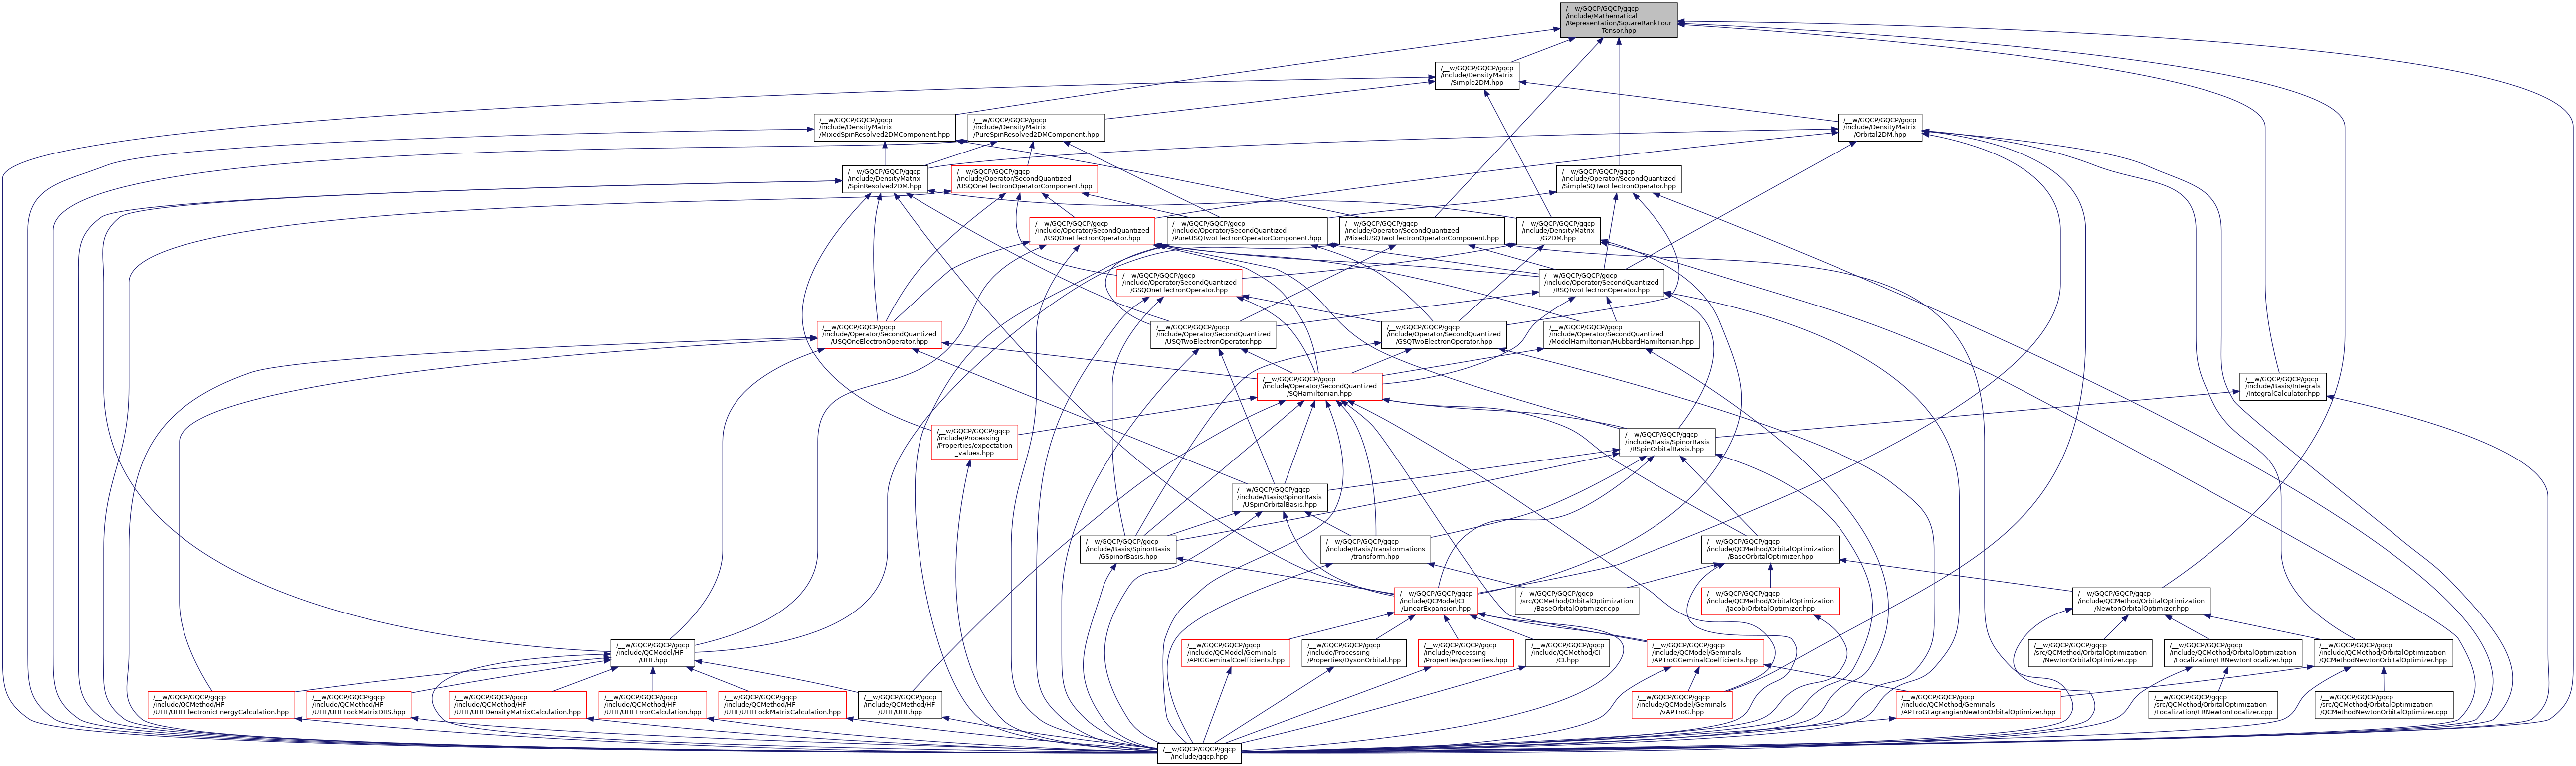 /__w/GQCP/GQCP/gqcp
/include/Mathematical
/Representation/SquareRankFour
Tensor.hpp
/__w/GQCP/GQCP/gqcp
/include/DensityMatrix
/Simple2DM.hpp
/__w/GQCP/GQCP/gqcp
/include/DensityMatrix
/MixedSpinResolved2DMComponent.hpp
/__w/GQCP/GQCP/gqcp
/include/DensityMatrix
/PureSpinResolved2DMComponent.hpp
/__w/GQCP/GQCP/gqcp
/include/DensityMatrix
/Orbital2DM.hpp
/__w/GQCP/GQCP/gqcp
/include/DensityMatrix
/SpinResolved2DM.hpp
/__w/GQCP/GQCP/gqcp
/include/Operator/SecondQuantized
/USQOneElectronOperatorComponent.hpp
/__w/GQCP/GQCP/gqcp
/include/Operator/SecondQuantized
/SimpleSQTwoElectronOperator.hpp
/__w/GQCP/GQCP/gqcp
/include/Operator/SecondQuantized
/RSQOneElectronOperator.hpp
/__w/GQCP/GQCP/gqcp
/include/Operator/SecondQuantized
/PureUSQTwoElectronOperatorComponent.hpp
/__w/GQCP/GQCP/gqcp
/include/Operator/SecondQuantized
/MixedUSQTwoElectronOperatorComponent.hpp
/__w/GQCP/GQCP/gqcp
/include/DensityMatrix
/G2DM.hpp
/__w/GQCP/GQCP/gqcp
/include/Operator/SecondQuantized
/GSQOneElectronOperator.hpp
/__w/GQCP/GQCP/gqcp
/include/Operator/SecondQuantized
/RSQTwoElectronOperator.hpp
/__w/GQCP/GQCP/gqcp
/include/Operator/SecondQuantized
/USQOneElectronOperator.hpp
/__w/GQCP/GQCP/gqcp
/include/Operator/SecondQuantized
/USQTwoElectronOperator.hpp
/__w/GQCP/GQCP/gqcp
/include/Operator/SecondQuantized
/GSQTwoElectronOperator.hpp
/__w/GQCP/GQCP/gqcp
/include/Operator/SecondQuantized
/ModelHamiltonian/HubbardHamiltonian.hpp
/__w/GQCP/GQCP/gqcp
/include/Operator/SecondQuantized
/SQHamiltonian.hpp
/__w/GQCP/GQCP/gqcp
/include/Basis/Integrals
/IntegralCalculator.hpp
/__w/GQCP/GQCP/gqcp
/include/Processing
/Properties/expectation
_values.hpp
/__w/GQCP/GQCP/gqcp
/include/Basis/SpinorBasis
/RSpinOrbitalBasis.hpp
/__w/GQCP/GQCP/gqcp
/include/Basis/SpinorBasis
/USpinOrbitalBasis.hpp
/__w/GQCP/GQCP/gqcp
/include/Basis/SpinorBasis
/GSpinorBasis.hpp
/__w/GQCP/GQCP/gqcp
/include/Basis/Transformations
/transform.hpp
/__w/GQCP/GQCP/gqcp
/include/QCMethod/OrbitalOptimization
/BaseOrbitalOptimizer.hpp
/__w/GQCP/GQCP/gqcp
/include/QCModel/CI
/LinearExpansion.hpp
/__w/GQCP/GQCP/gqcp
/src/QCMethod/OrbitalOptimization
/BaseOrbitalOptimizer.cpp
/__w/GQCP/GQCP/gqcp
/include/QCMethod/OrbitalOptimization
/JacobiOrbitalOptimizer.hpp
/__w/GQCP/GQCP/gqcp
/include/QCMethod/OrbitalOptimization
/NewtonOrbitalOptimizer.hpp
/__w/GQCP/GQCP/gqcp
/include/QCModel/HF
/UHF.hpp
/__w/GQCP/GQCP/gqcp
/include/QCModel/Geminals
/APIGGeminalCoefficients.hpp
/__w/GQCP/GQCP/gqcp
/include/Processing
/Properties/DysonOrbital.hpp
/__w/GQCP/GQCP/gqcp
/include/Processing
/Properties/properties.hpp
/__w/GQCP/GQCP/gqcp
/include/QCMethod/CI
/CI.hpp
/__w/GQCP/GQCP/gqcp
/include/QCModel/Geminals
/AP1roGGeminalCoefficients.hpp
/__w/GQCP/GQCP/gqcp
/src/QCMethod/OrbitalOptimization
/NewtonOrbitalOptimizer.cpp
/__w/GQCP/GQCP/gqcp
/include/QCMethod/OrbitalOptimization
/Localization/ERNewtonLocalizer.hpp
/__w/GQCP/GQCP/gqcp
/include/QCMethod/OrbitalOptimization
/QCMethodNewtonOrbitalOptimizer.hpp
/__w/GQCP/GQCP/gqcp
/include/QCMethod/HF
/UHF/UHFElectronicEnergyCalculation.hpp
/__w/GQCP/GQCP/gqcp
/include/QCMethod/HF
/UHF/UHFFockMatrixDIIS.hpp
/__w/GQCP/GQCP/gqcp
/include/QCMethod/HF
/UHF/UHFDensityMatrixCalculation.hpp
/__w/GQCP/GQCP/gqcp
/include/QCMethod/HF
/UHF/UHFErrorCalculation.hpp
/__w/GQCP/GQCP/gqcp
/include/QCMethod/HF
/UHF/UHFFockMatrixCalculation.hpp
/__w/GQCP/GQCP/gqcp
/include/QCMethod/HF
/UHF/UHF.hpp
/__w/GQCP/GQCP/gqcp
/include/QCModel/Geminals
/vAP1roG.hpp
/__w/GQCP/GQCP/gqcp
/include/QCMethod/Geminals
/AP1roGLagrangianNewtonOrbitalOptimizer.hpp
/__w/GQCP/GQCP/gqcp
/src/QCMethod/OrbitalOptimization
/Localization/ERNewtonLocalizer.cpp
/__w/GQCP/GQCP/gqcp
/src/QCMethod/OrbitalOptimization
/QCMethodNewtonOrbitalOptimizer.cpp
/__w/GQCP/GQCP/gqcp
/include/gqcp.hpp